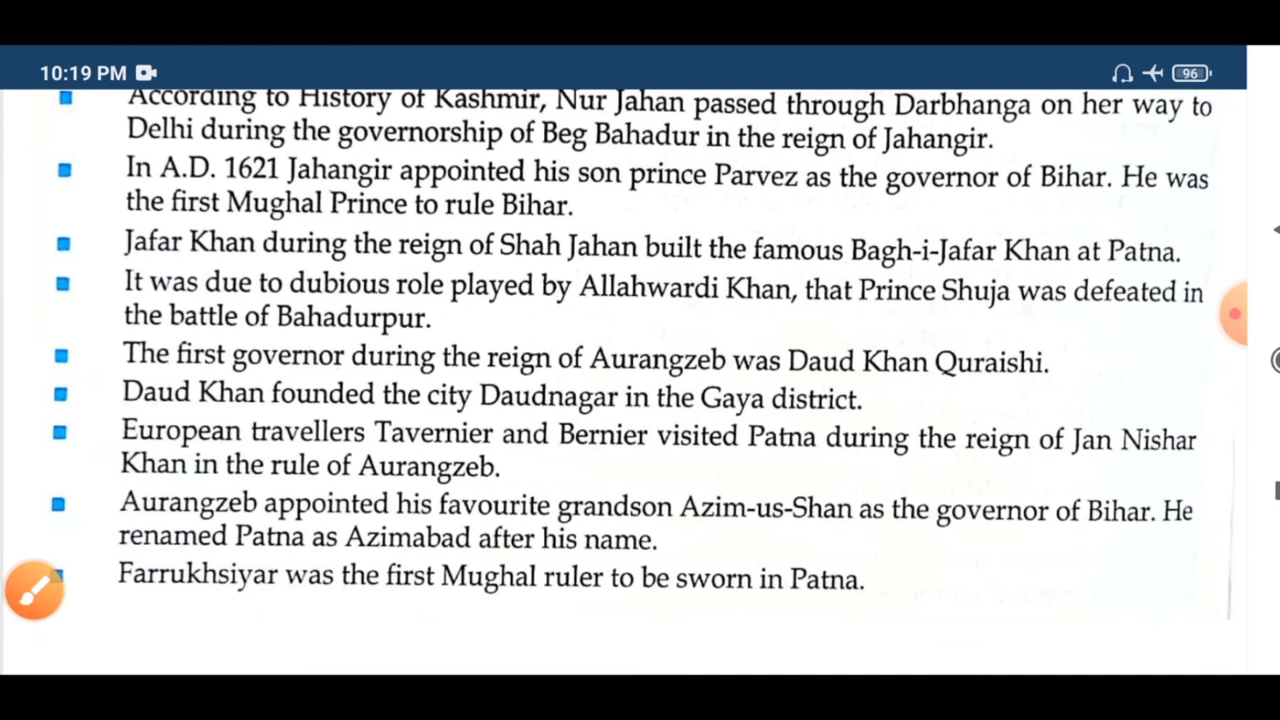 10:19 PM
96
According to History of Kashmir, Nur Jahan passed through Darbhanga on her way to
Delhi during the governorship of Beg Bahadur in the reign of Jahangir.
In A.D. 1621 Jahangir appointed his son prince Parvez as the governor of Bihar. He was
the first Mughal Prince to rule Bihar.
Jafar Khan during the reign of Shah Jahan built the famous Bagh-i-Jafar Khan at Patna.
It was due to dubious role played by Allahwardi Khan, that Prince Shuja was defeated in
the battle of Bahadurpur.
The first governor during the reign of Aurangzeb was Daud Khan Quraishi.
Daud Khan founded the city Daudnagar in the Gaya district.
European travellers Tavernier and Bernier visited Patna during the reign of Jan Nishar
Khan in the rule of Aurangzeb.
Aurangzeb appointed his favourite grandson Azim-us-Shan as the governor of Bihar. He
renamed Patna as Azimabad after his name.
Farrukhsiyar was the first Mughal ruler to be sworn in Patna.